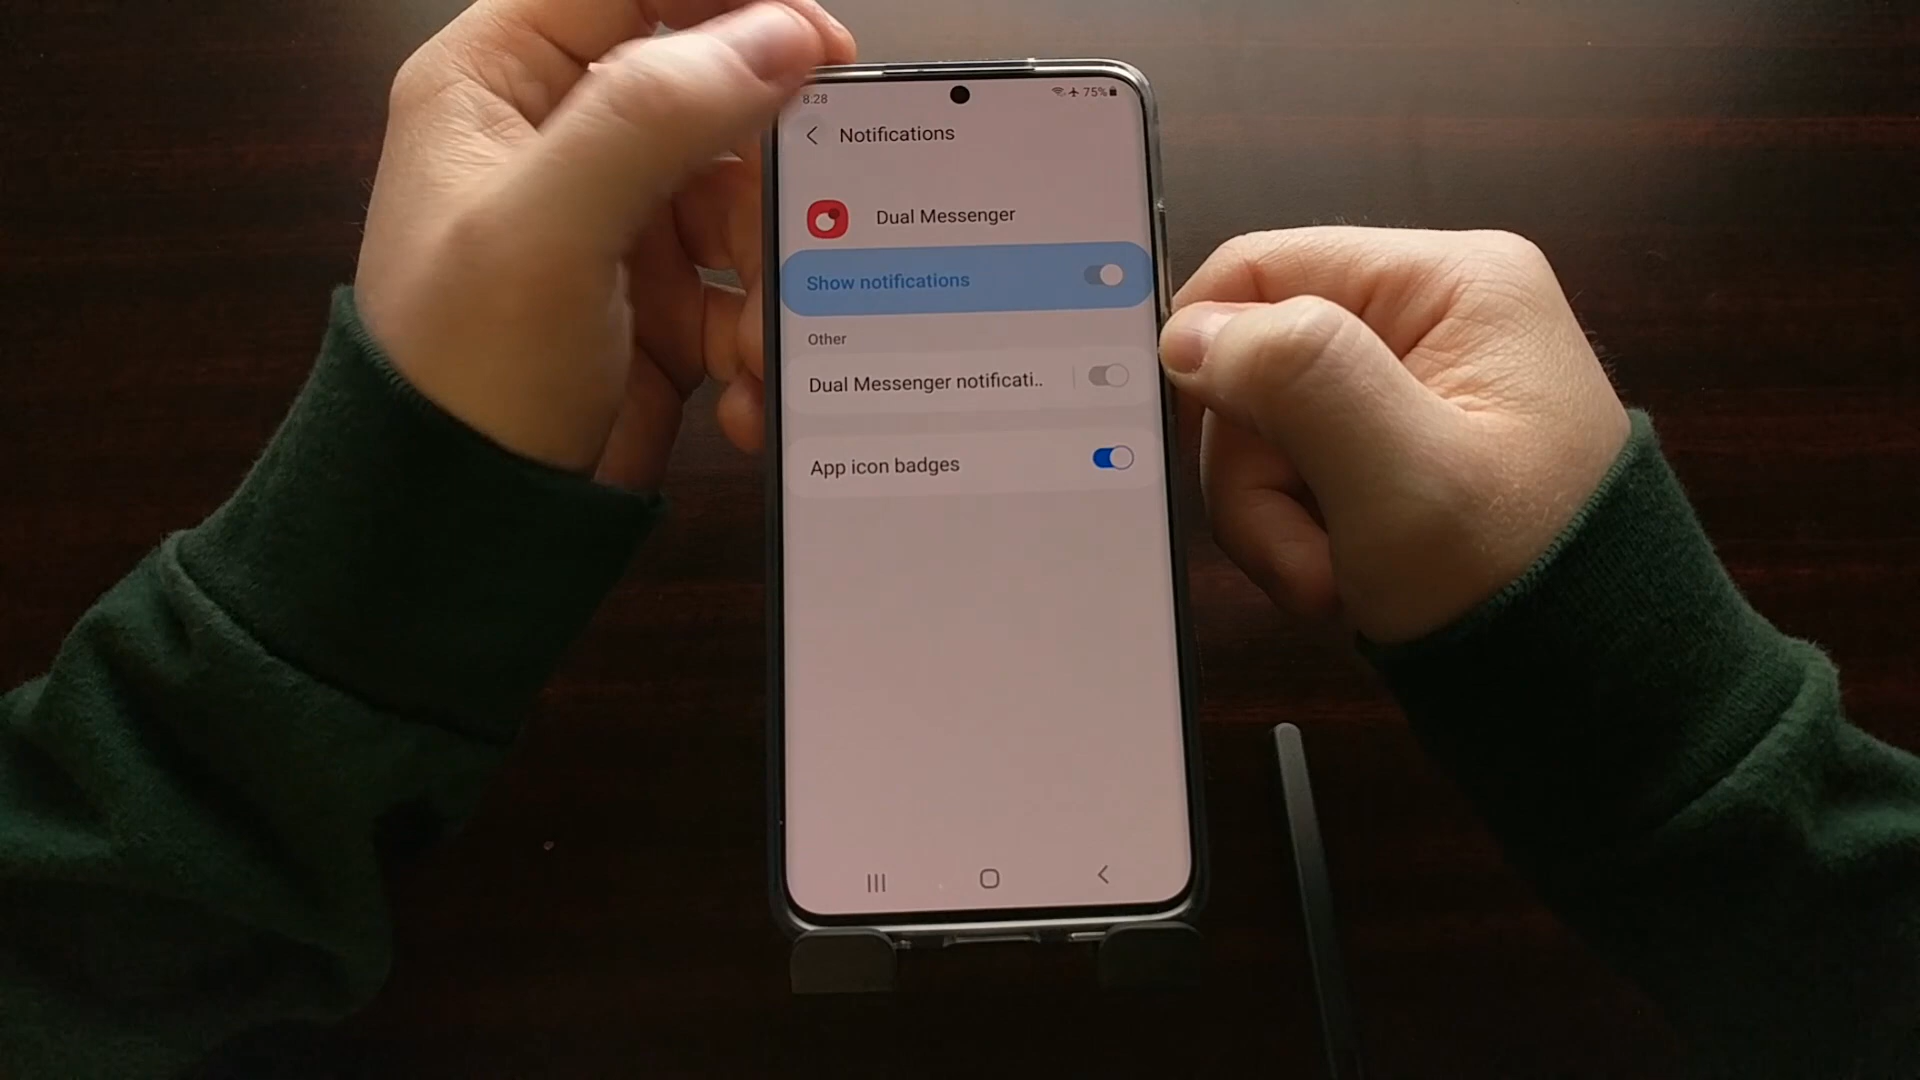 8:28
75%
Notifications
Dual Messenger
Show notifications
Other
Dual Messenger notificati..
App icon badges